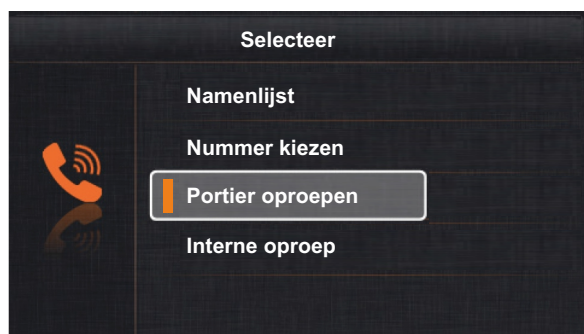 Selecteer
Namenlijst
Nummer kiezen
Portier oproepen
Interne oproep